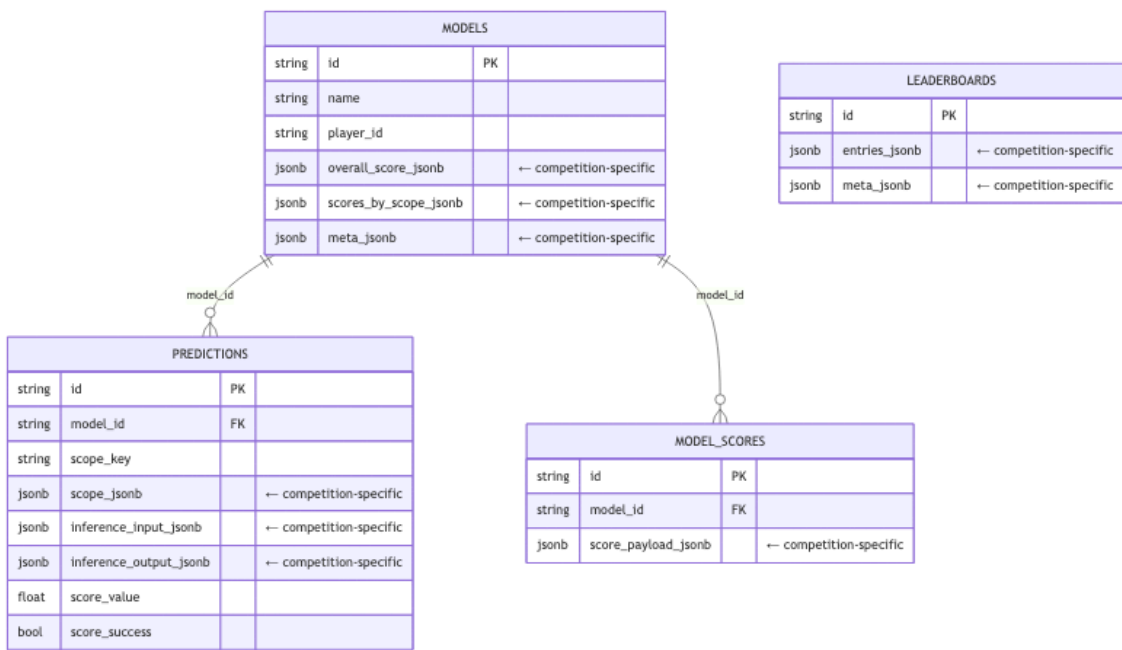 MODELS
string id PK
string name
string player_id
jsonb overall_score_jsonb ← competition-specific
jsonb scores_by_scope_jsonb ← competition-specific
jsonb meta_jsonb ← competition-specific
LEADERBOARDS
string id PK
jsonb entries_jsonb ← competition-specific
jsonb meta_jsonb ← competition-specific
model_id
model_id
PREDICTIONS
string id PK
string model_id FK
string scope_key
jsonb scope_jsonb ← competition-specific
jsonb inference_input_jsonb ← competition-specific
jsonb inference_output_jsonb ← competition-specific
float score_value
bool score_success
MODEL_SCORES
string id PK
string model_id FK
jsonb score_payload_jsonb ← competition-specific